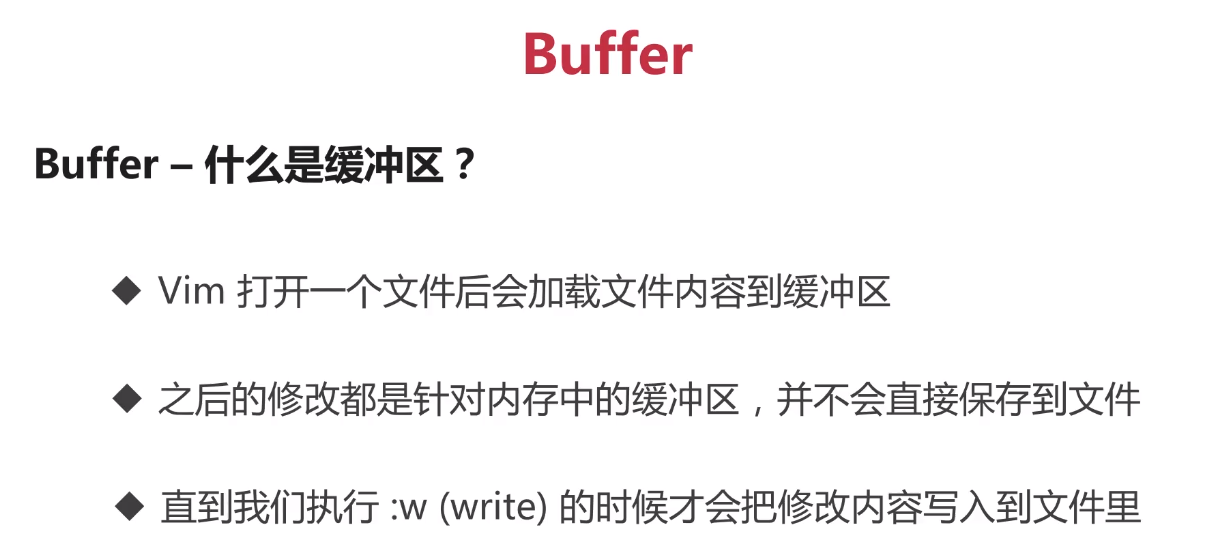 Buffer
Buffer – 什么是缓冲区？
◆ Vim 打开一个文件后会加载文件内容到缓冲区
◆ 之后的修改都是针对内存中的缓冲区，并不会直接保存到文件
◆ 直到我们执行 :w (write) 的时候才会把修改内容写入到文件里